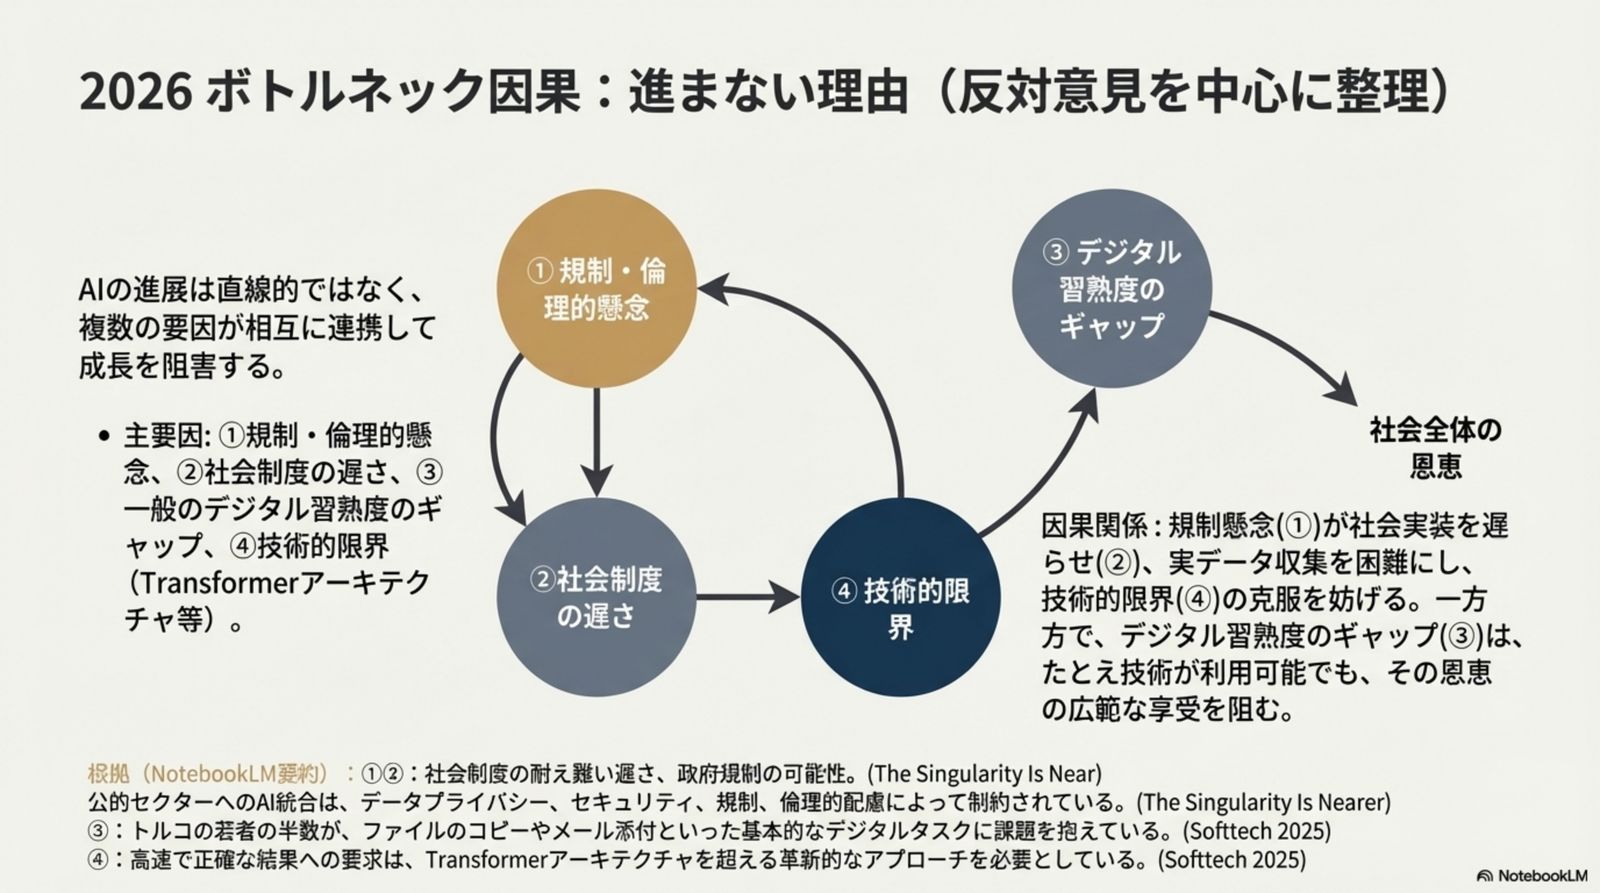 2026 ボトルネック因果：進まない理由（反対意見を中心に整理）
AIの進展は直線的ではなく、
複数の要因が相互に連携して
成長を阻害する。
• 主要因: ①規制・倫理的懸
念、②社会制度の遅さ、③
一般のデジタル習熟度のギ
ャップ、④技術的限界
（Transformerアーキテク
チャ等）。
① 規制・倫
理的懸念
②社会制度
の遅さ
④ 技術的限
界
③ デジタル
習熟度の
ギャップ
社会全体の
恩恵
因果関係 : 規制懸念(①)が社会実装を遅
らせ(②)、実データ収集を困難にし、
技術的限界(④)の克服を妨げる。一方
方で、デジタル習熟度のギャップ(③)は、
たとえ技術が利用可能でも、その恩恵
の広範な享受を阻む。
根拠（NotebookLM要約）：①②：社会制度の耐え難い遅さ、政府規制の可能性。(The Singularity Is Near)
公的セクターへのAI統合は、データプライバシー、セキュリティ、規制、倫理的配慮によって制約されている。(The Singularity Is Nearer)
③：トルコの若者の半数が、ファイルのコピーやメール添付といった基本的なデジタルタスクに課題を抱えている。(Softtech 2025)
④：高速で正確な結果への要求は、Transformerアーキテクチャを超える革新的なアプローチを必要としている。(Softtech 2025)
NotebookLM